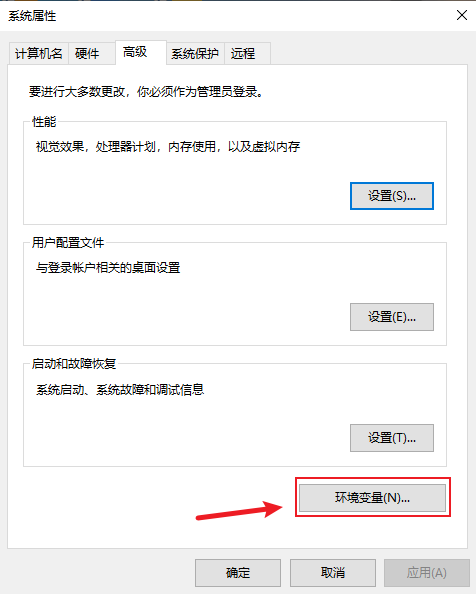 系统属性
计算机名 硬件 高级 系统保护 远程
要进行大多数更改，你必须作为管理员登录。
性能
视觉效果，处理器计划，内存使用，以及虚拟内存
设置(S)...
用户配置文件
与登录帐户相关的桌面设置
设置(E)...
启动和故障恢复
系统启动、系统故障和调试信息
设置(T)...
环境变量(N)...
确定 取消 应用(A)